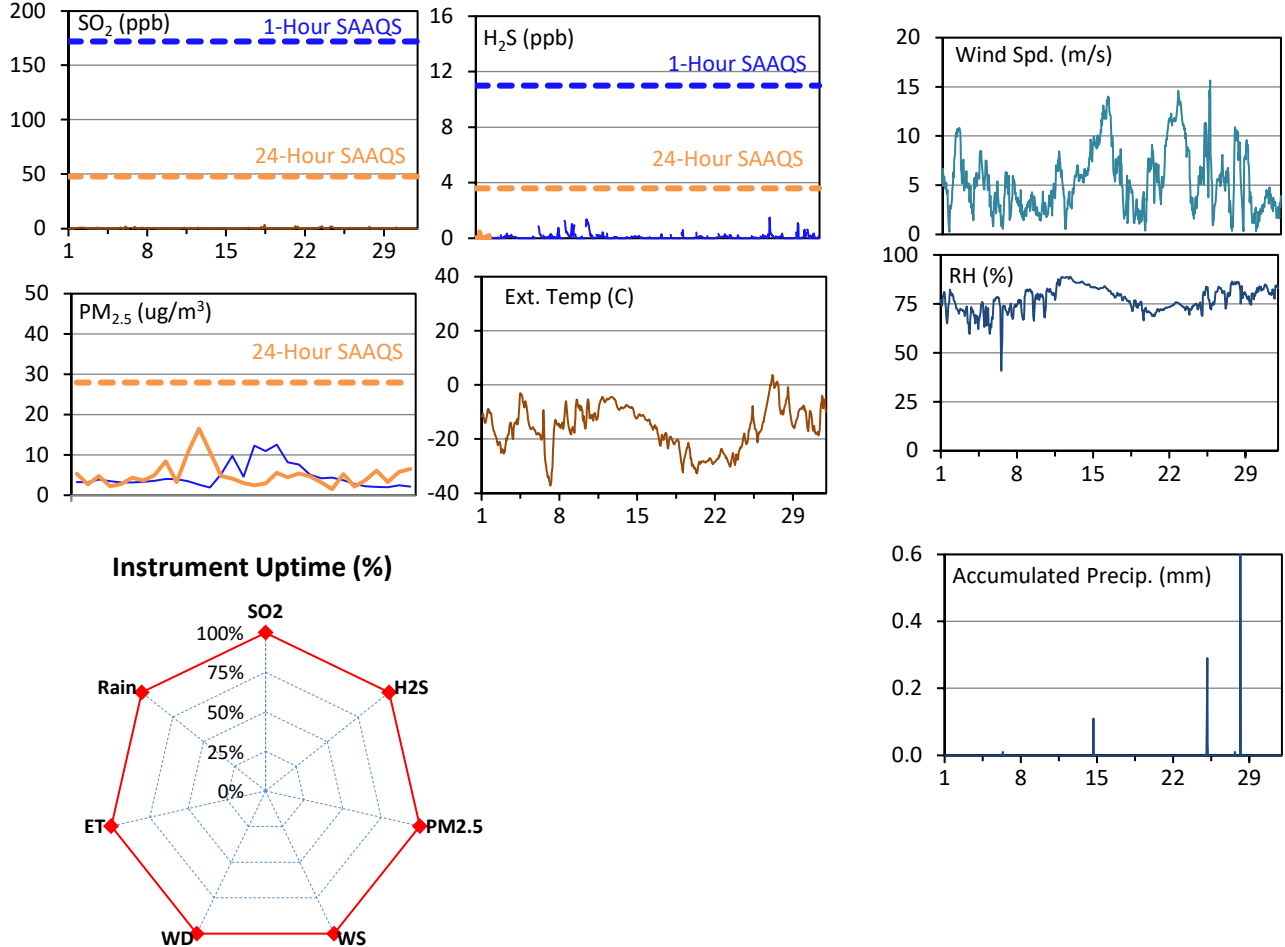 SO₂ (ppb)
200
150
100
50
0
1-Hour SAAQS
24-Hour SAAQS
1 8 15 22 29
H₂S (ppb)
16
12
8
4
0
1-Hour SAAQS
24-Hour SAAQS
Wind Spd. (m/s)
20
15
10
5
0
PM₂.₅ (ug/m³)
50
40
30
20
10
0
24-Hour SAAQS
Ext. Temp (C)
40
20
0
-20
-40
1 8 15 22 29
RH (%)
100
75
50
25
0
1 8 15 22 29
Instrument Uptime (%)
SO2
100%
75%
50%
25%
0%
Rain
H2S
ET
PM2.5
WD
WS
Accumulated Precip. (mm)
0.6
0.4
0.2
0.0
1 8 15 22 29